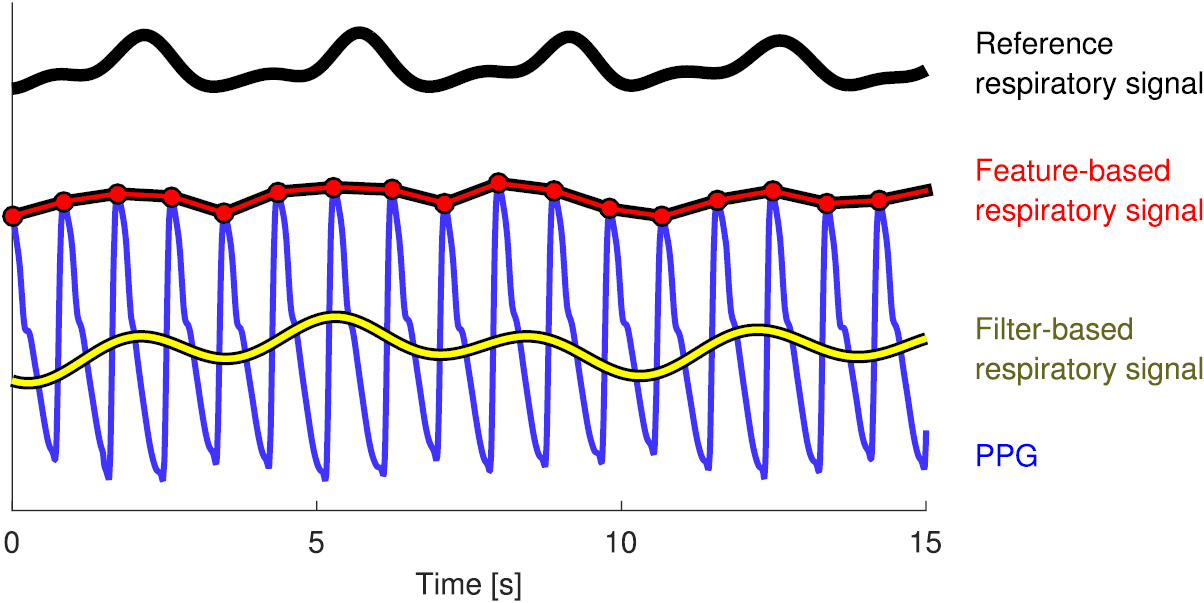 Reference
respiratory signal
Feature-based
respiratory signal
Filter-based
respiratory signal
PPG
0 5 10 15
Time [s]